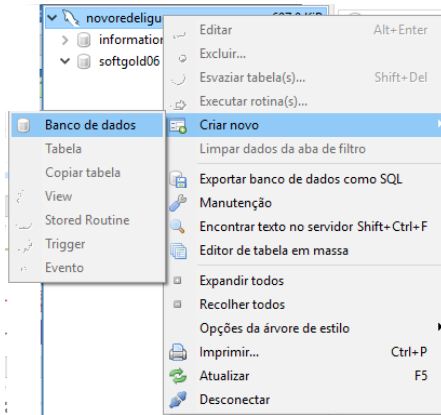 novoredeligu
information
softgold06
Editar Alt+Enter
Excluir...
Esvaziar tabela(s)... Shift+Del
Executar rotina(s)...
Criar novo
Limpar dados da aba de filtro
Exportar banco de dados como SQL
Manutenção
Encontrar texto no servidor Shift+Ctrl+F
Editor de tabela em massa
Expandir todos
Recolher todos
Opções da árvore de estilo
Imprimir... Ctrl+P
Atualizar F5
Desconectar
Banco de dados
Tabela
Copiar tabela
View
Stored Routine
Trigger
Evento